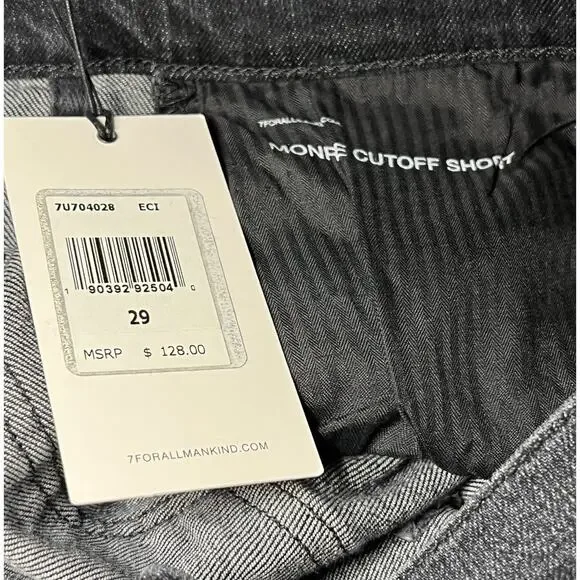 7U704028 ECI
1 90392 92504 0
29
MSRP $ 128.00
7FORALLMANKIND.COM
CUTOFF SHORT